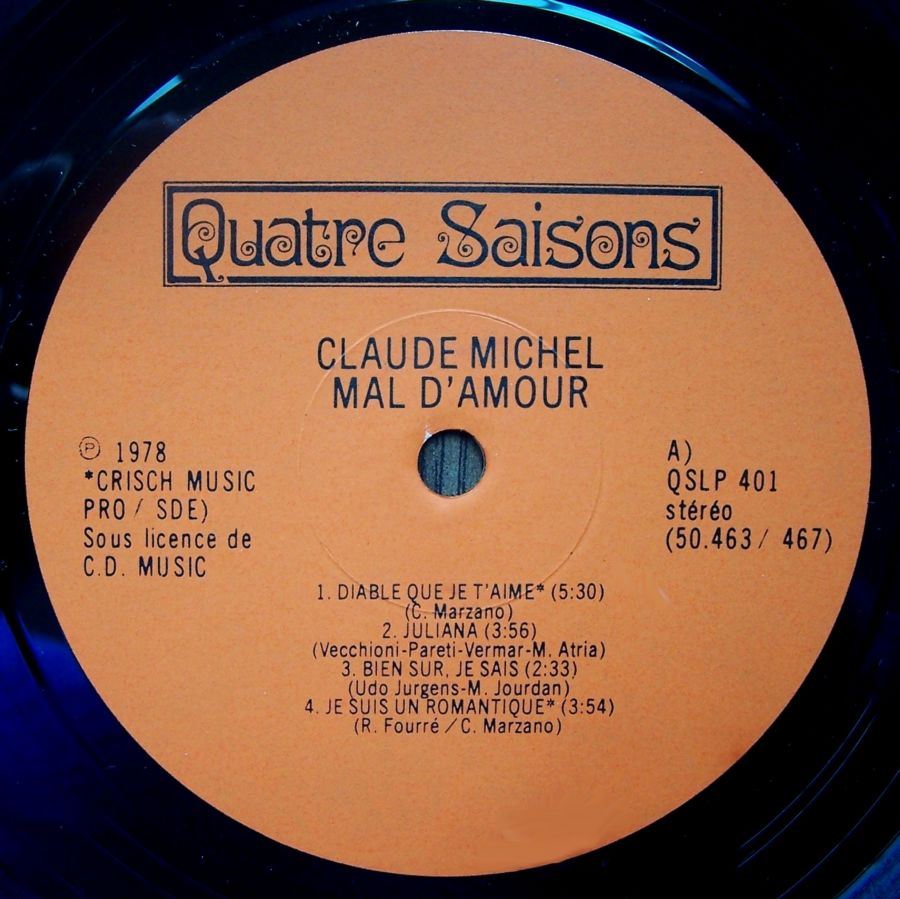 Quatre Saisons
CLAUDE MICHEL
MAL D'AMOUR
℗ 1978
*CRISCH MUSIC
PRO / SDE)
Sous licence de
C.D. MUSIC
A)
QSLP 401
stéréo
(50.463 / 467)
1. DIABLE QUE JE T'AIME* (5:30)
(C. Marzano)
2. JULIANA (3:56)
(Vecchioni-Pareti-Vermar-M. Atria)
3. BIEN SUR, JE SAIS (2:33)
(Udo Jurgens-M. Jourdan)
4. JE SUIS UN ROMANTIQUE* (3:54)
(R. Fourré / C. Marzano)